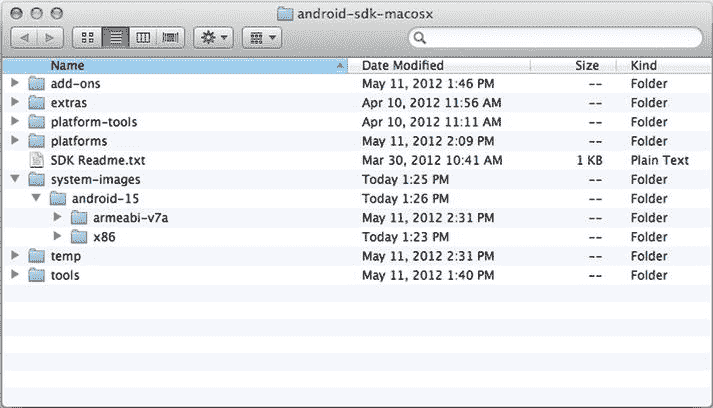 android-sdk-macosx
Name Date Modified Size Kind
add-ons May 11, 2012 1:46 PM -- Folder
extras Apr 10, 2012 11:56 AM -- Folder
platform-tools Apr 10, 2012 11:11 AM -- Folder
platforms May 11, 2012 2:09 PM -- Folder
SDK Readme.txt Mar 30, 2012 10:41 AM 1 KB Plain Text
system-images Today 1:25 PM -- Folder
android-15 Today 1:26 PM -- Folder
armeabi-v7a May 11, 2012 2:31 PM -- Folder
x86 Today 1:23 PM -- Folder
temp May 11, 2012 2:31 PM -- Folder
tools May 11, 2012 1:40 PM -- Folder